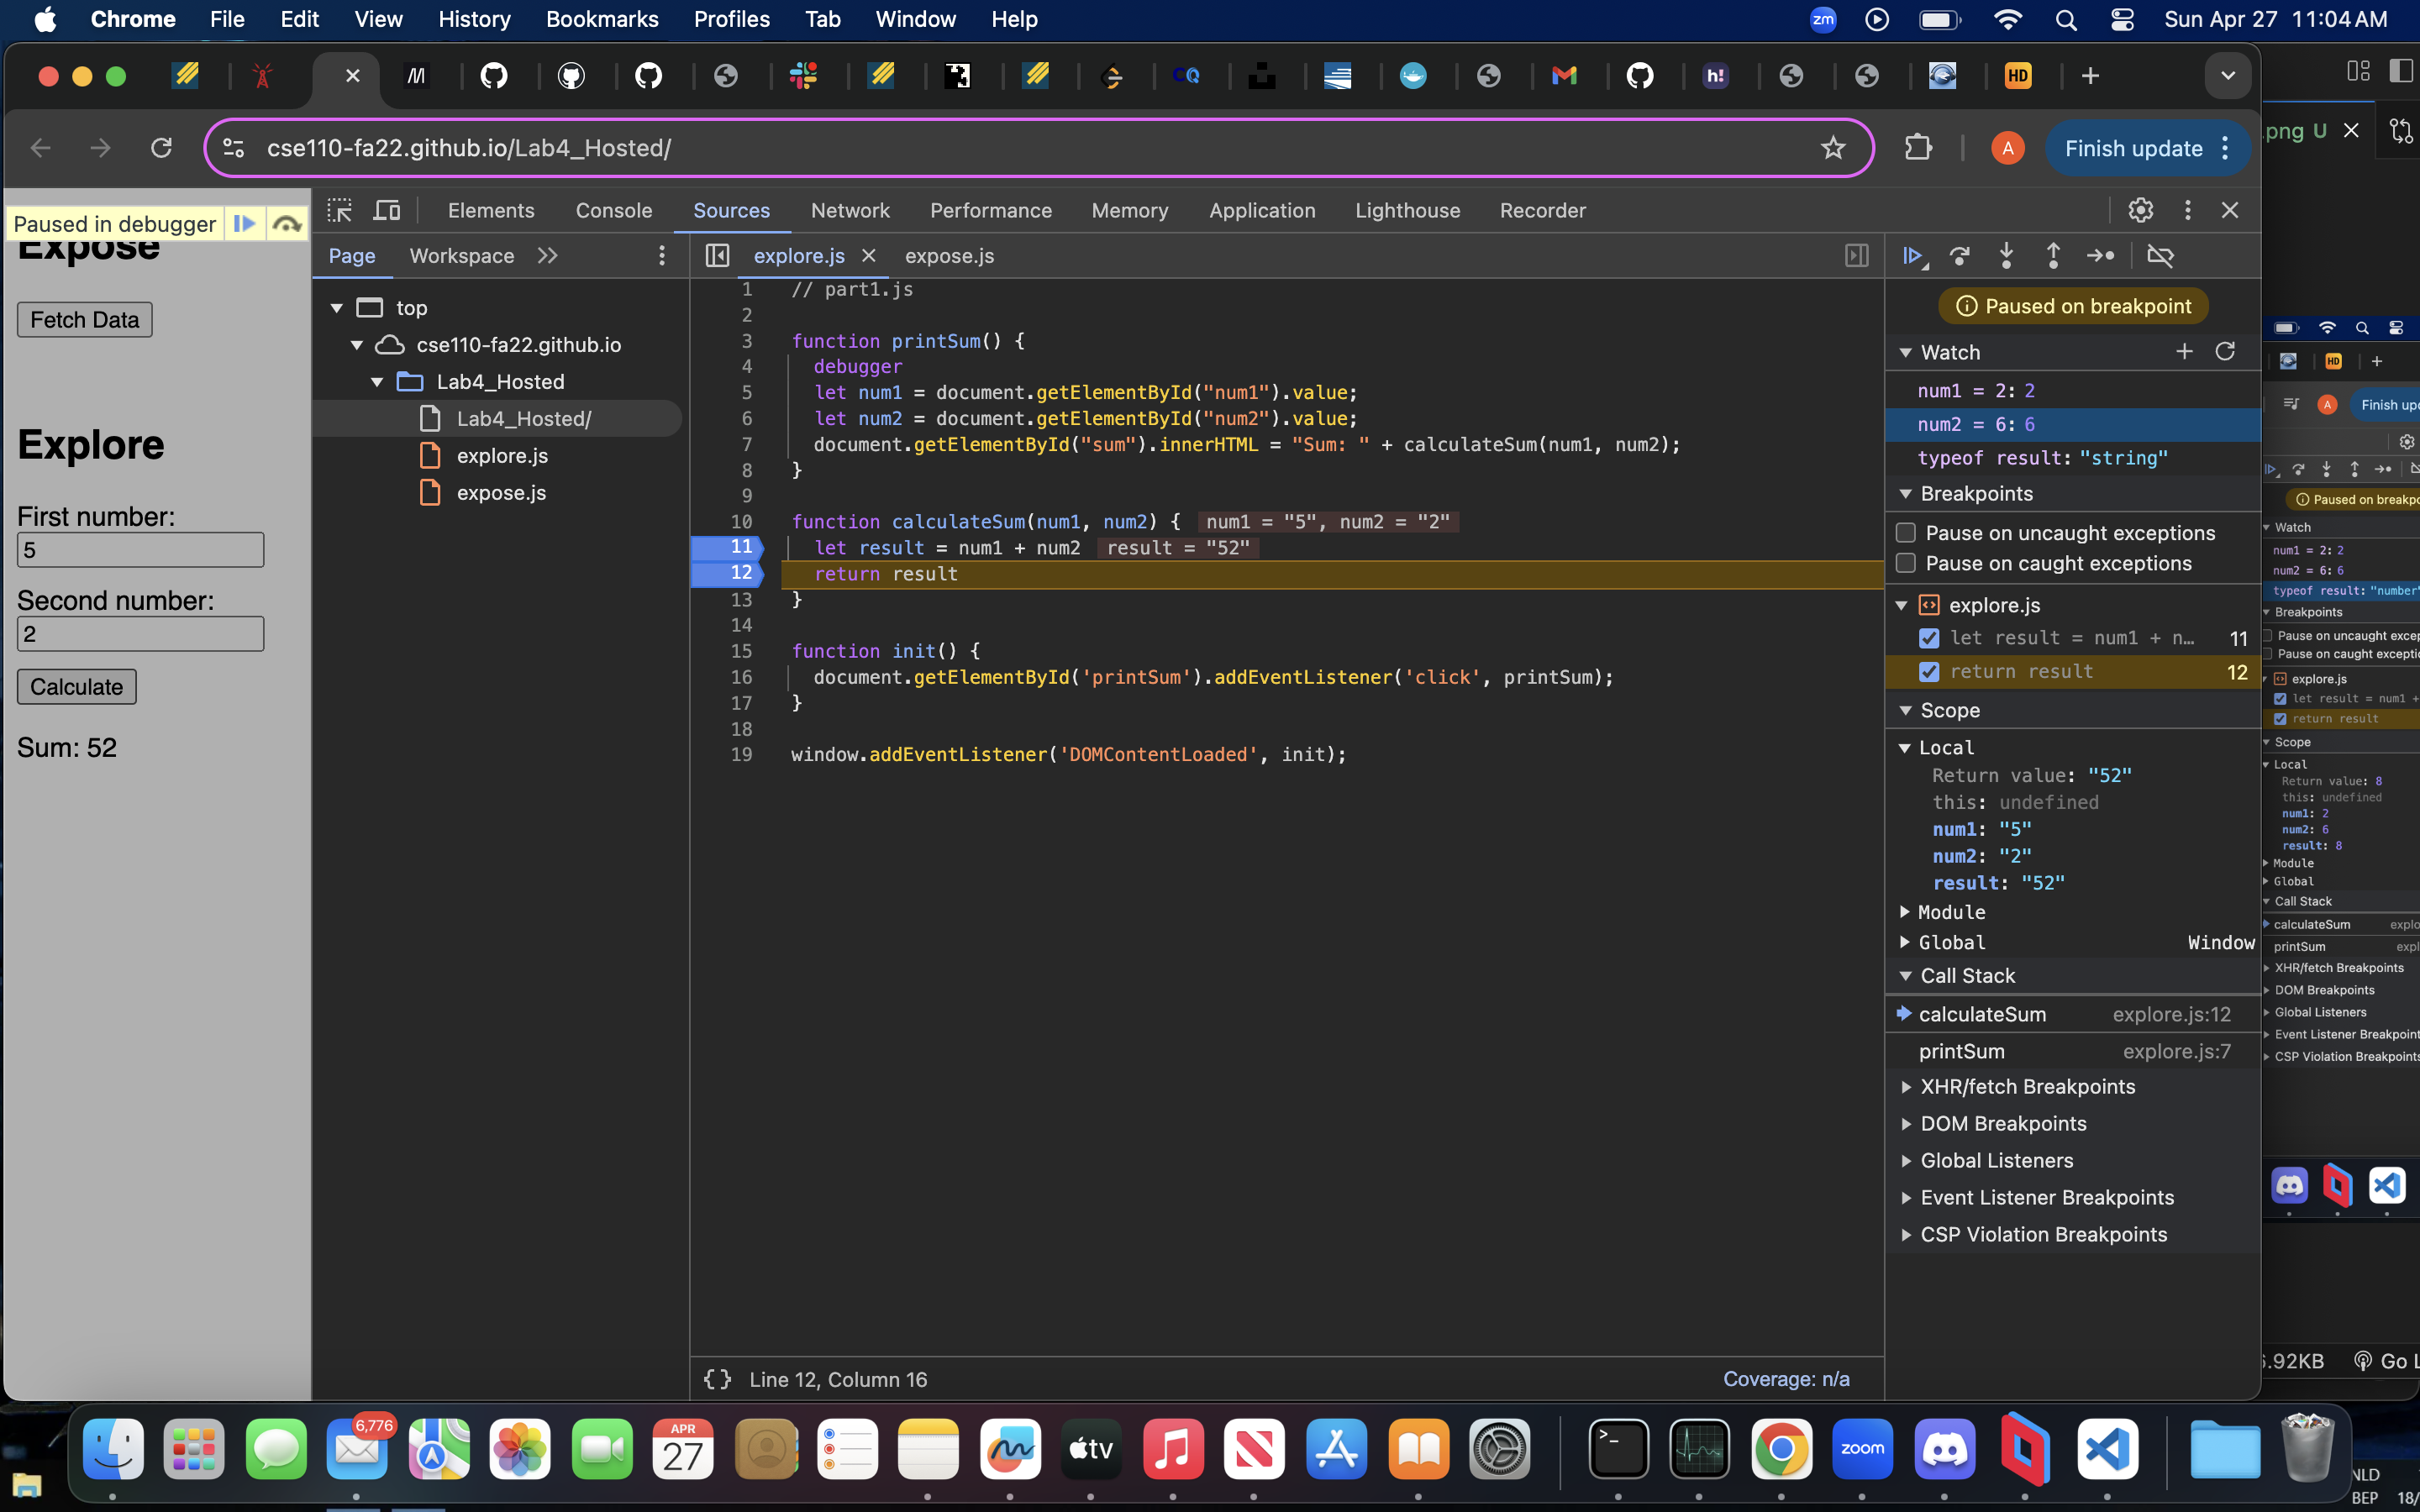 Chrome File Edit View History Bookmarks Profiles Tab Window Help zm Sun Apr 27 11:04 AM
h! HD
cse110-fa22.github.io/Lab4_Hosted/ A Finish update
.png U
Paused in debugger
Expose
Fetch Data
Explore
First number:
5
Second number:
2
Calculate
Sum: 52
Elements Console Sources Network Performance Memory Application Lighthouse Recorder
Page Workspace
top
cse110-fa22.github.io
Lab4_Hosted
Lab4_Hosted/
explore.js
expose.js
explore.js expose.js
1 // part1.js
2
3 function printSum() {
4 debugger
5 let num1 = document.getElementById("num1").value;
6 let num2 = document.getElementById("num2").value;
7 document.getElementById("sum").innerHTML = "Sum: " + calculateSum(num1, num2);
8 }
9
10 function calculateSum(num1, num2) { num1 = "5", num2 = "2"
11 let result = num1 + num2 result = "52"
12 return result
13 }
14
15 function init() {
16 document.getElementById('printSum').addEventListener('click', printSum);
17 }
18
19 window.addEventListener('DOMContentLoaded', init);
{} Line 12, Column 16 Coverage: n/a
Paused on breakpoint
Watch
num1 = 2: 2
num2 = 6: 6
typeof result: "string"
Breakpoints
Pause on uncaught exceptions
Pause on caught exceptions
explore.js
let result = num1 + n… 11
return result 12
Scope
Local
Return value: "52"
this: undefined
num1: "5"
num2: "2"
result: "52"
Module
Global Window
Call Stack
calculateSum explore.js:12
printSum explore.js:7
XHR/fetch Breakpoints
DOM Breakpoints
Global Listeners
Event Listener Breakpoints
CSP Violation Breakpoints
HD
A Finish upd
Paused on breakpo
Watch
num1 = 2: 2
num2 = 6: 6
typeof result: "number"
Breakpoints
Pause on uncaught excep
Pause on caught exceptio
explore.js
let result = num1 +
return result
Scope
Local
Return value: 8
this: undefined
num1: 2
num2: 6
result: 8
Module
Global
Call Stack
calculateSum explo
printSum expl
XHR/fetch Breakpoints
DOM Breakpoints
Global Listeners
Event Listener Breakpoint
CSP Violation Breakpoints
.92KB Go L
6,776
APR
27
tv
zoom
NLD
BEP 18/